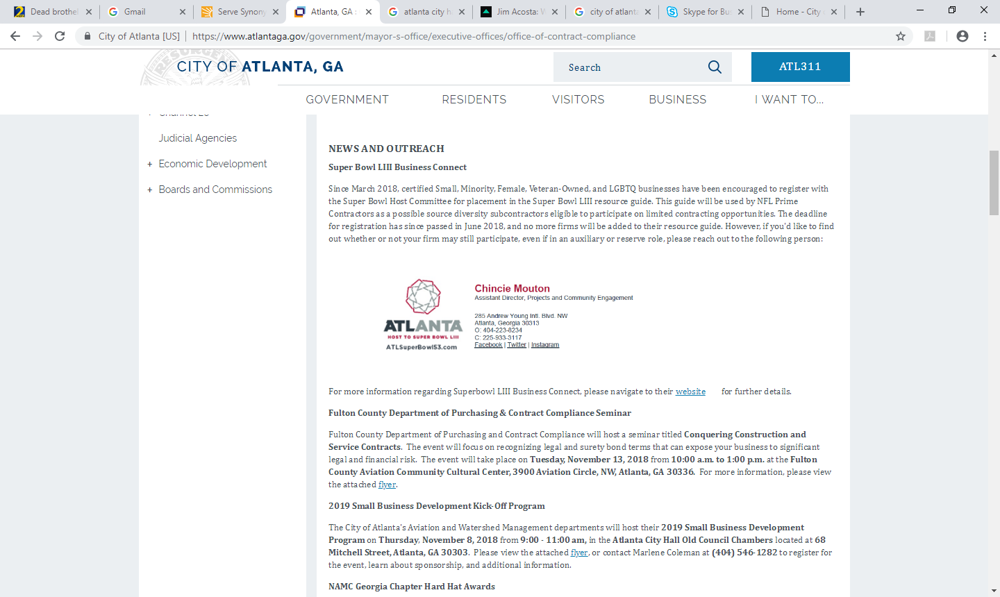 Dead brothel
Gmail
Serve Synony
Atlanta, GA :
atlanta city h
Jim Acosta: W
city of atlanta
Skype for Bus
Home - City
City of Atlanta [US]
https://www.atlantaga.gov/government/mayor-s-office/executive-offices/office-of-contract-compliance
RESURGENS
CITY OF ATLANTA, GA
Search
ATL311
GOVERNMENT
RESIDENTS
VISITORS
BUSINESS
I WANT TO...
+ Channel 26
Judicial Agencies
+ Economic Development
+ Boards and Commissions
NEWS AND OUTREACH
Super Bowl LIII Business Connect
Since March 2018, certified Small, Minority, Female, Veteran-Owned, and LGBTQ businesses have been encouraged to register with
the Super Bowl Host Committee for placement in the Super Bowl LIII resource guide. This guide will be used by NFL Prime
Contractors as a possible source diversity subcontractors eligible to participate on limited contracting opportunities. The deadline
for registration has since passed in June 2018, and no more firms will be added to their resource guide. However, if you'd like to find
out whether or not your firm may still participate, even if in an auxiliary or reserve role, please reach out to the following person:
ATLANTA
HOST TO SUPER BOWL LIII
ATLSuperBowl53.com
Chincie Mouton
Assistant Director, Projects and Community Engagement
285 Andrew Young Intl. Blvd. NW
Atlanta, Georgia 30313
O: 404-223-8234
C: 225-933-3117
Facebook | Twitter | Instagram
For more information regarding Superbowl LIII Business Connect, please navigate to their website for further details.
Fulton County Department of Purchasing & Contract Compliance Seminar
Fulton County Department of Purchasing and Contract Compliance will host a seminar titled Conquering Construction and
Service Contracts. The event will focus on recognizing legal and surety bond terms that can expose your business to significant
legal and financial risk. The event will take place on Tuesday, November 13, 2018 from 10:00 a.m. to 1:00 p.m. at the Fulton
County Aviation Community Cultural Center, 3900 Aviation Circle, NW, Atlanta, GA 30336. For more information, please view
the attached flyer.
2019 Small Business Development Kick-Off Program
The City of Atlanta's Aviation and Watershed Management departments will host their 2019 Small Business Development
Program on Thursday, November 8, 2018 from 9:00 - 11:00 am, in the Atlanta City Hall Old Council Chambers located at 68
Mitchell Street, Atlanta, GA 30303. Please view the attached flyer, or contact Marlene Coleman at (404) 546-1282 to register for
the event, learn about sponsorship, and additional information.
NAMC Georgia Chapter Hard Hat Awards